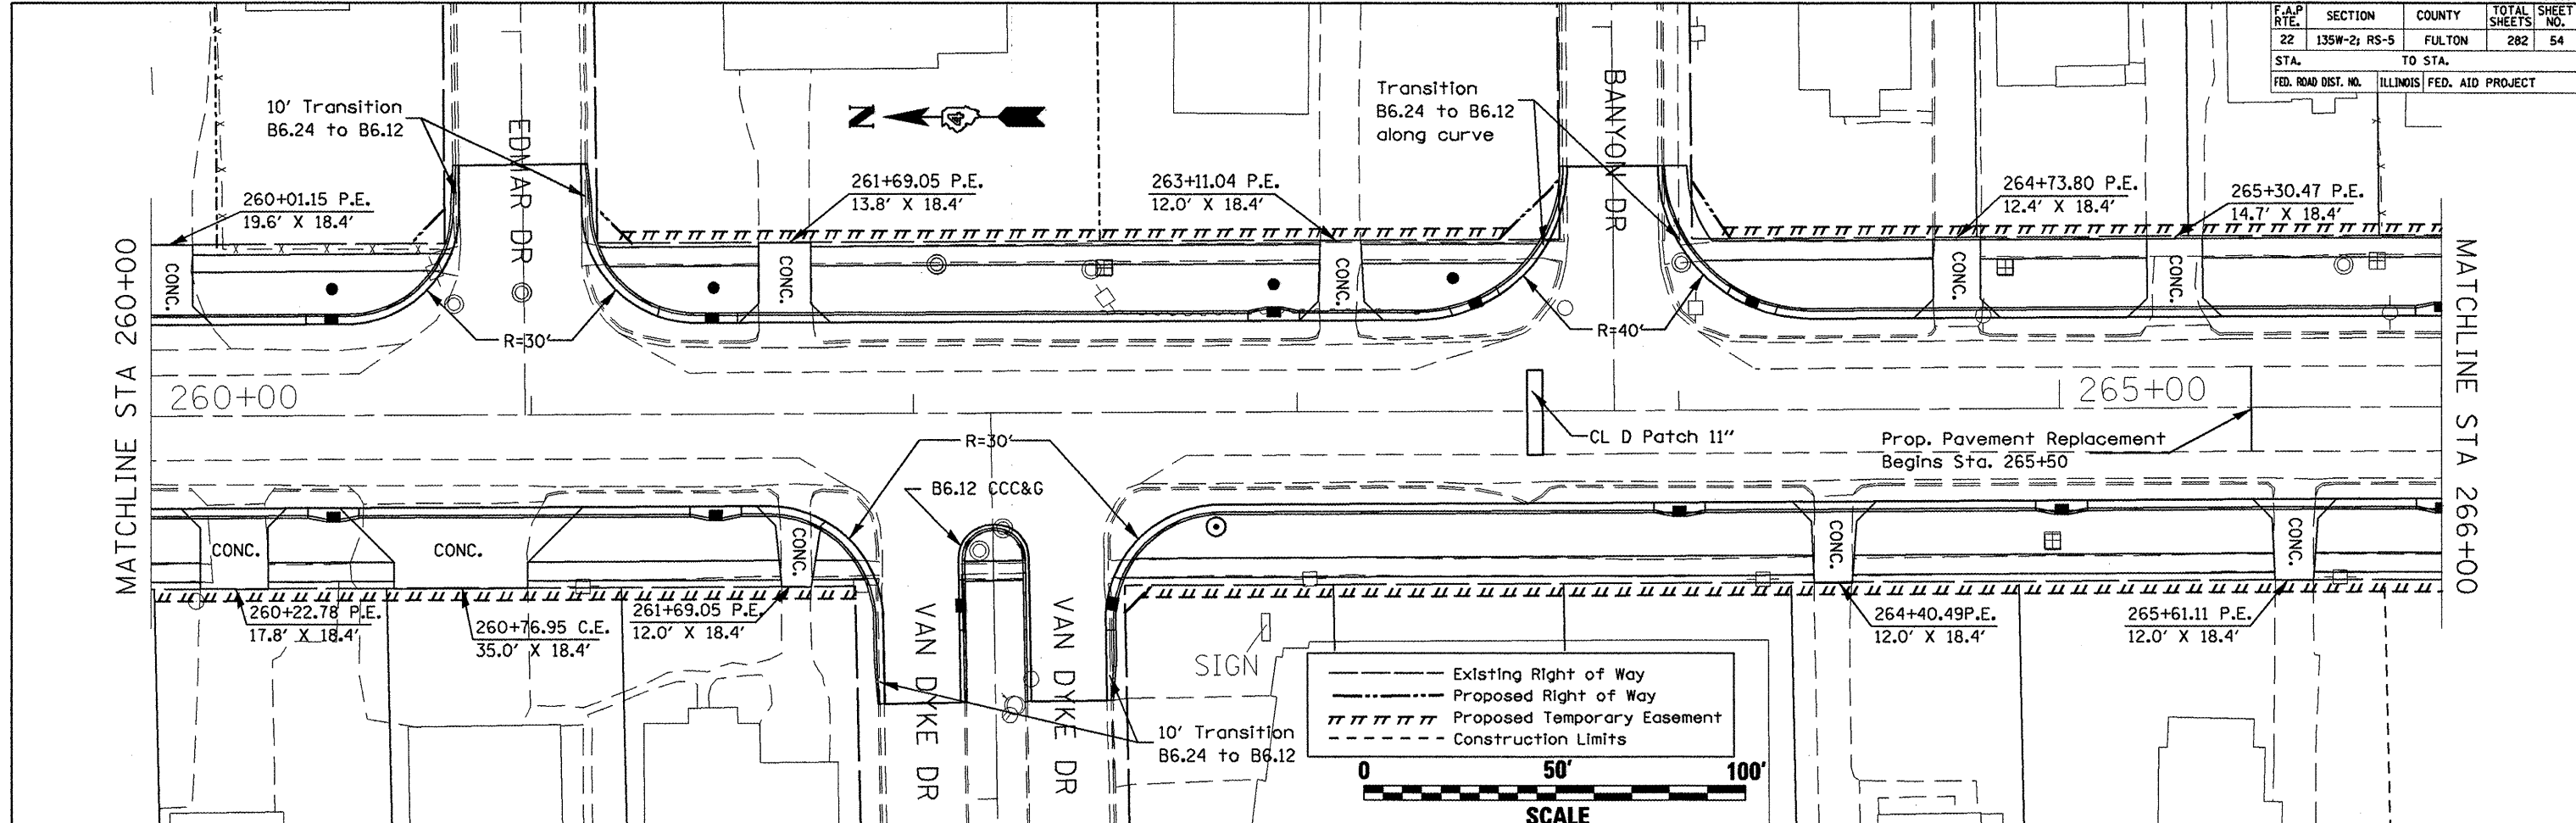 F.A.P. RTE. SECTION COUNTY TOTAL SHEETS SHEET NO.
22 135W-2; RS-5 FULTON 282 54
STA. TO STA.
FED. ROAD DIST. NO. ILLINOIS FED. AID PROJECT
10' Transition
B6.24 to B6.12
EDMAR DR
N
Transition
B6.24 to B6.12
along curve
BANYON DR
260+01.15 P.E.
19.6' X 18.4'
261+69.05 P.E.
13.8' X 18.4'
263+11.04 P.E.
12.0' X 18.4'
264+73.80 P.E.
12.4' X 18.4'
265+30.47 P.E.
14.7' X 18.4'
CONC.
CONC.
CONC.
CONC.
CONC.
R=30'
R=40'
MATCHLINE STA 260+00
MATCHLINE STA 266+00
260+00
265+00
R=30'
CL D Patch 11"
Prop. Pavement Replacement
Begins Sta. 265+50
B6.12 CCC&G
CONC.
CONC.
CONC.
CONC.
CONC.
260+22.78 P.E.
17.8' X 18.4'
260+76.95 C.E.
35.0' X 18.4'
261+69.05 P.E.
12.0' X 18.4'
264+40.49P.E.
12.0' X 18.4'
265+61.11 P.E.
12.0' X 18.4'
VAN DYKE DR
VAN DYKE DR
SIGN
10' Transition
B6.24 to B6.12
Existing Right of Way
Proposed Right of Way
Proposed Temporary Easement
Construction Limits
0 50' 100'
SCALE